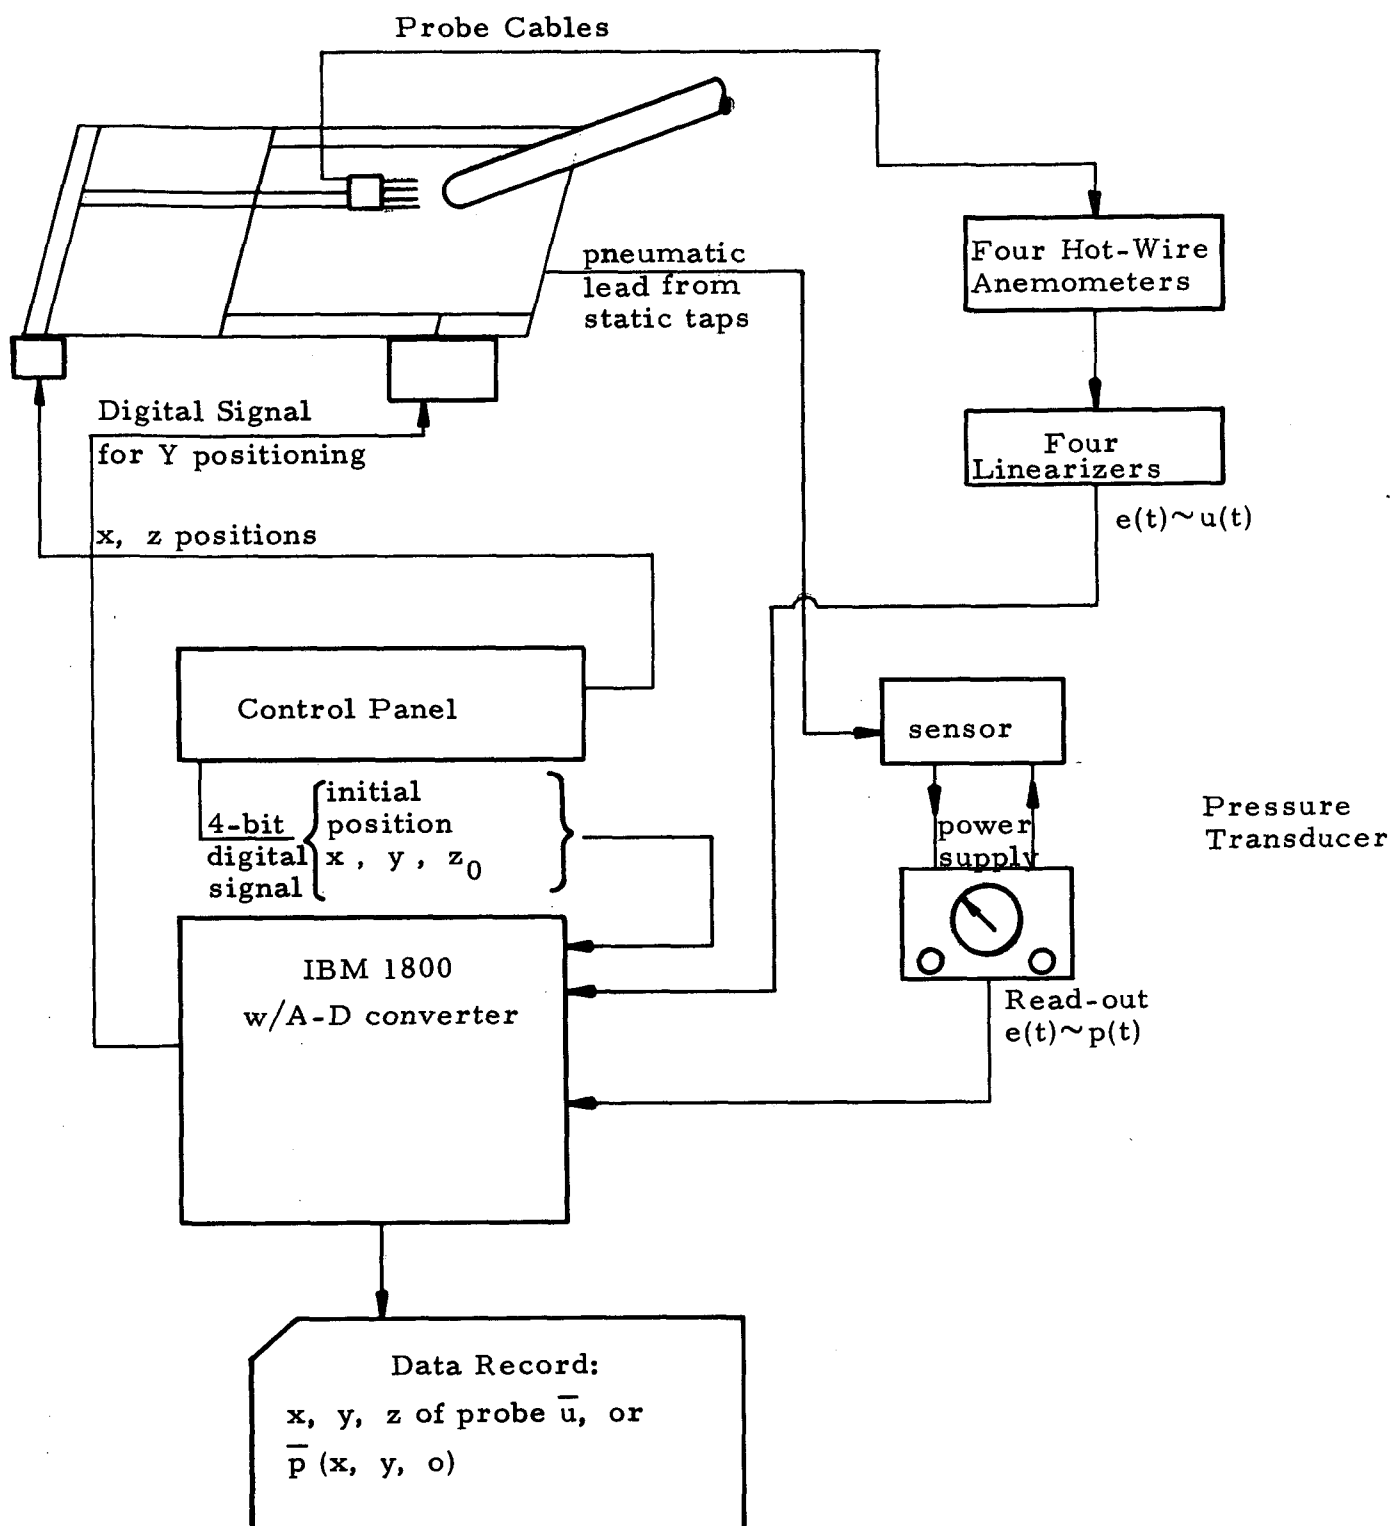 Probe Cables
pneumatic
lead from
static taps
Four Hot-Wire
Anemometers
Digital Signal
for Y positioning
Four
Linearizers
e(t)~u(t)
x, z positions
Control Panel
sensor
4-bit
digital
signal
initial
position
x , y , z0
power
supply
Pressure
Transducer
IBM 1800
w/A-D converter
Read-out
e(t)~p(t)
Data Record:
x, y, z of probe u̅, or
p̅ (x, y, o)